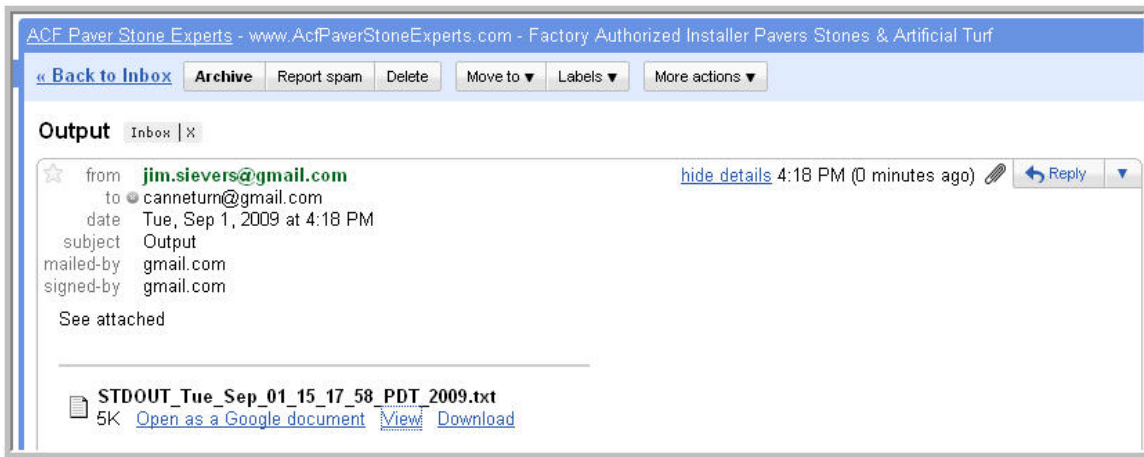 ACF Paver Stone Experts - www.AcfPaverStoneExperts.com - Factory Authorized Installer Pavers Stones & Artificial Turf
« Back to Inbox Archive Report spam Delete Move to ▼ Labels ▼ More actions ▼
Output Inbox | X
from jim.sievers@gmail.com hide details 4:18 PM (0 minutes ago) Reply ▼
to canneturn@gmail.com
date Tue, Sep 1, 2009 at 4:18 PM
subject Output
mailed-by gmail.com
signed-by gmail.com
See attached
STDOUT_Tue_Sep_01_15_17_58_PDT_2009.txt
5K Open as a Google document View Download